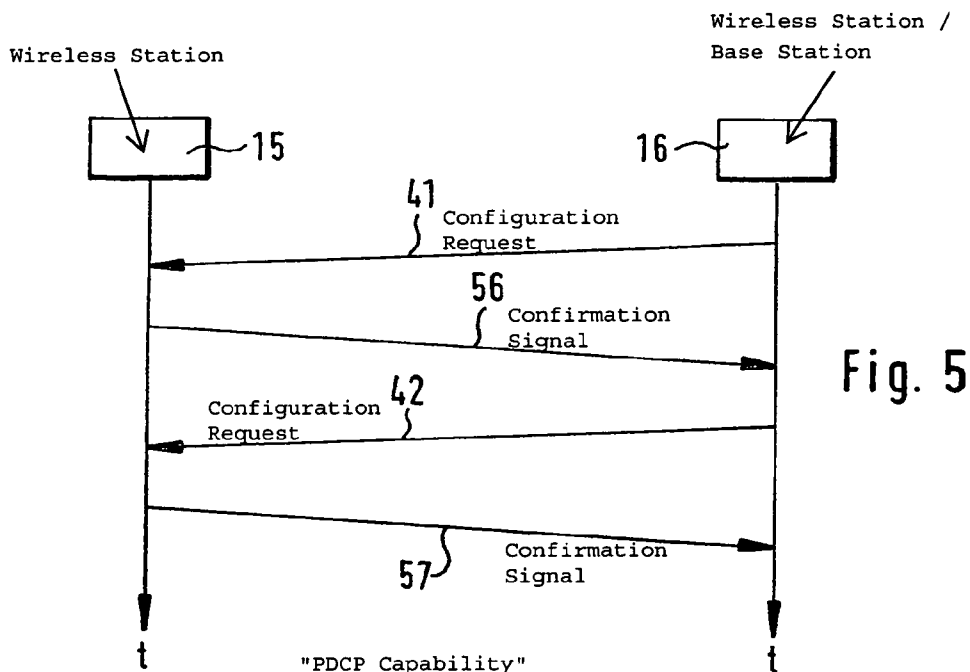 Wireless Station /
Base Station
Wireless Station
15
16
41
Configuration
Request
56
Confirmation
Signal
Fig. 5
42
Configuration
Request
57
Confirmation
Signal
t
t
"PDCP Capability"